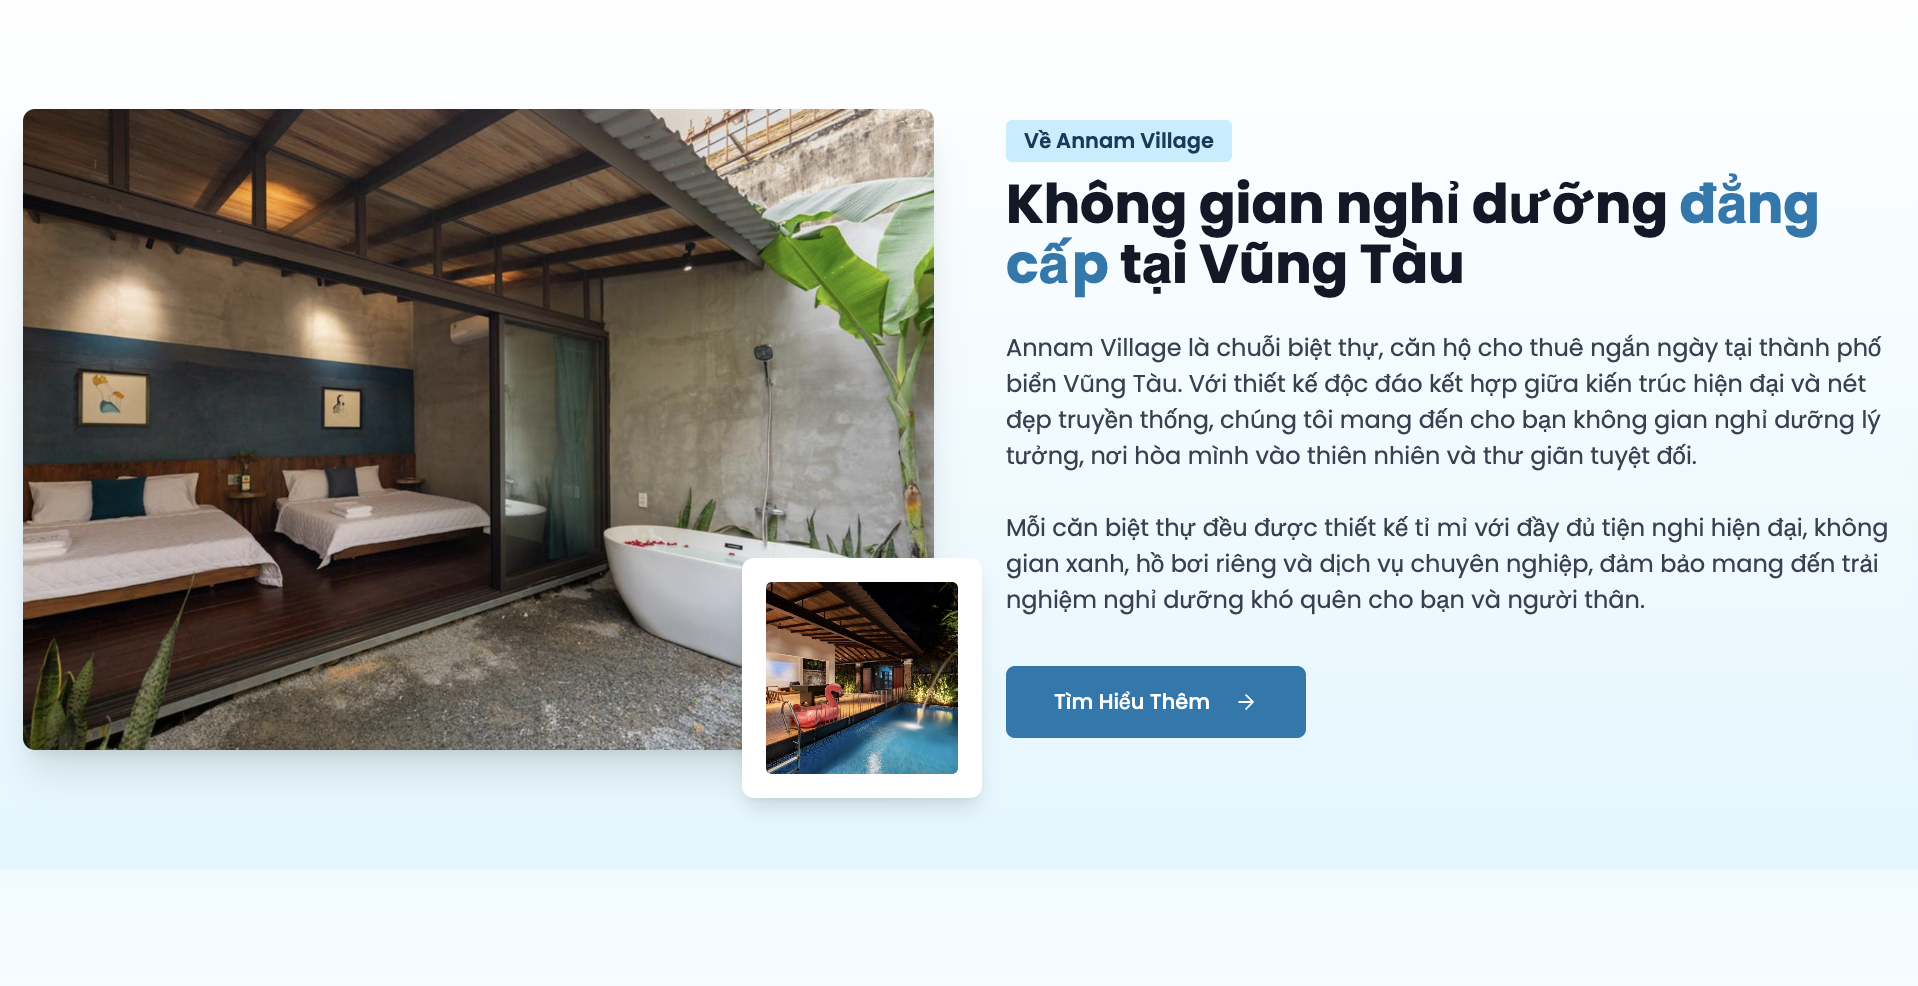 Về Annam Village
Không gian nghỉ dưỡng đẳng
cấp tại Vũng Tàu
Annam Village là chuỗi biệt thự, căn hộ cho thuê ngắn ngày tại thành phố
biển Vũng Tàu. Với thiết kế độc đáo kết hợp giữa kiến trúc hiện đại và nét
đẹp truyền thống, chúng tôi mang đến cho bạn không gian nghỉ dưỡng lý
tưởng, nơi hòa mình vào thiên nhiên và thư giãn tuyệt đối.
Mỗi căn biệt thự đều được thiết kế tỉ mỉ với đầy đủ tiện nghi hiện đại, không
gian xanh, hồ bơi riêng và dịch vụ chuyên nghiệp, đảm bảo mang đến trải
nghiệm nghỉ dưỡng khó quên cho bạn và người thân.
Tìm Hiểu Thêm